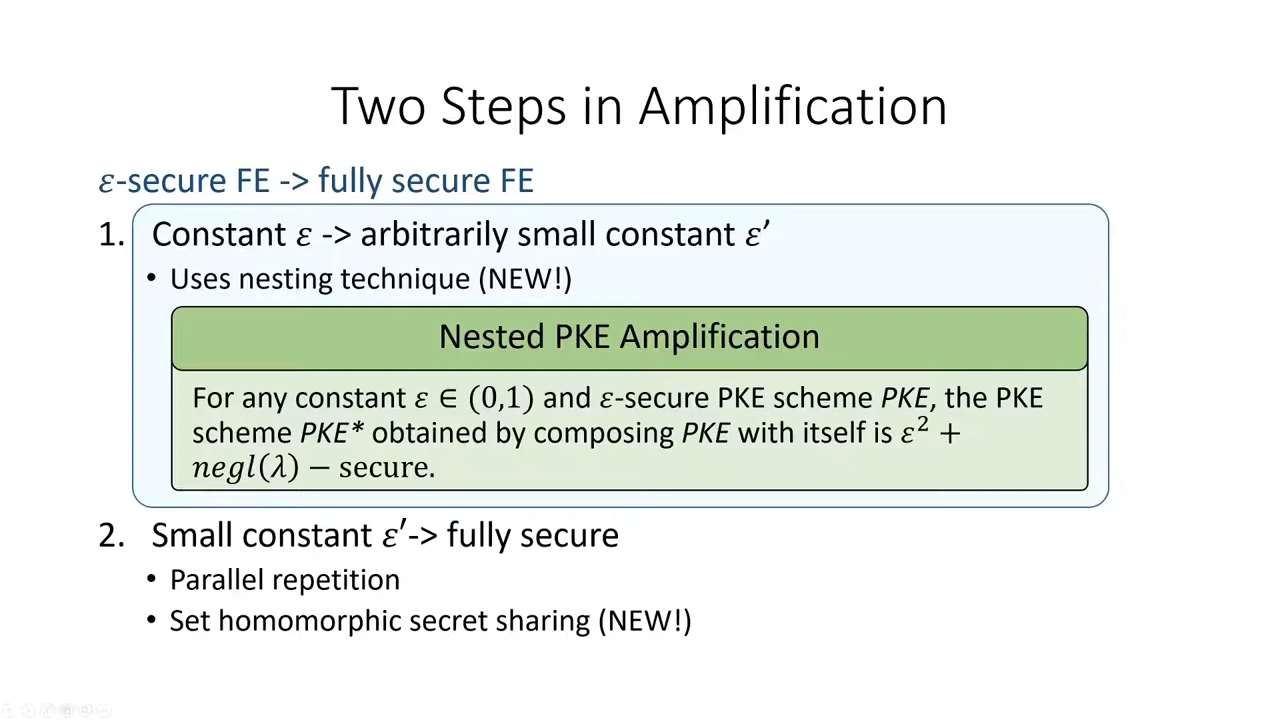 Two Steps in Amplification
𝜀-secure FE -> fully secure FE
1. Constant 𝜀 -> arbitrarily small constant 𝜀′
• Uses nesting technique (NEW!)
Nested PKE Amplification
For any constant 𝜀 ∈ (0,1) and 𝜀-secure PKE scheme PKE, the PKE
scheme PKE* obtained by composing PKE with itself is 𝜀² +
negl(λ) − secure.
2. Small constant 𝜀′-> fully secure
• Parallel repetition
• Set homomorphic secret sharing (NEW!)